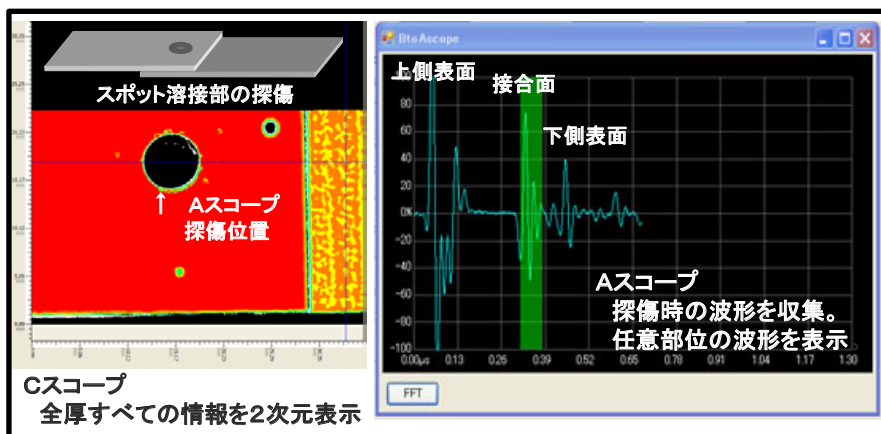 スポット溶接部の探傷
↑ Aスコープ
探傷位置
Cスコープ
全厚すべての情報を2次元表示
BtoAscope
上側表面
接合面
下側表面
80
60
40
20
0%
-20
-40
-60
-80
-100
0.00μs 0.13 0.26 0.39 0.52 0.65 0.78 0.91 1.04 1.17 1.30
Aスコープ
探傷時の波形を収集。
任意部位の波形を表示
FFT